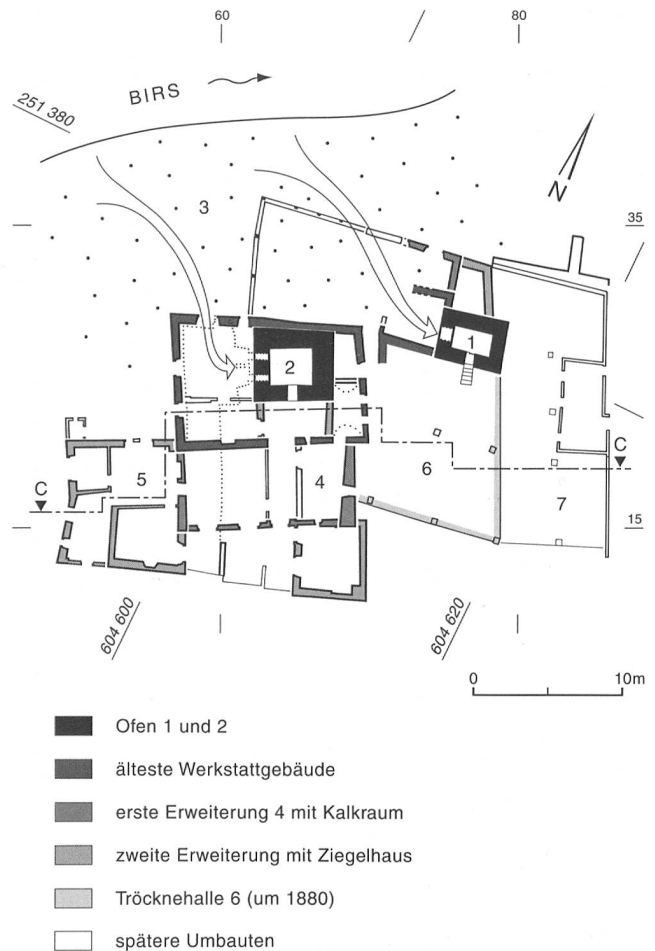 60 80
BIRS
251 380
3
N
35
1
2
C
5 4 6 7
C
15
604 600
604 620
0 10m
Ofen 1 und 2
älteste Werkstattgebäude
erste Erweiterung 4 mit Kalkraum
zweite Erweiterung mit Ziegelhaus
Tröcknehalle 6 (um 1880)
spätere Umbauten